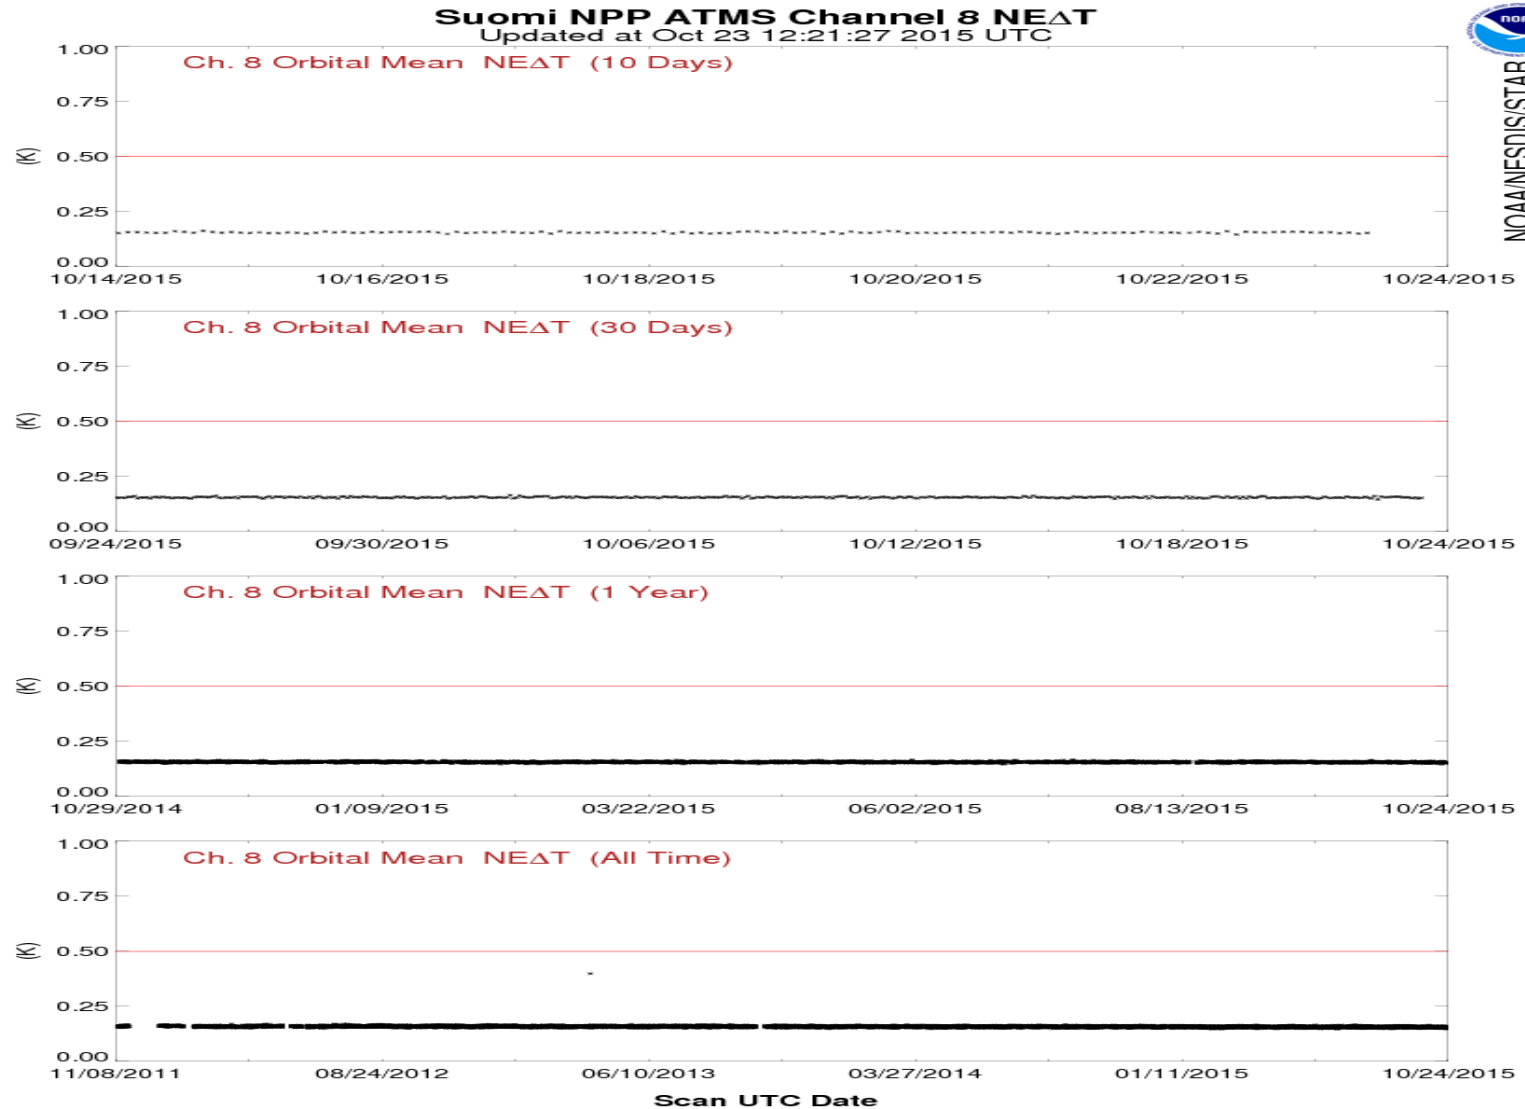 Suomi NPP ATMS Channel 8 NEΔT
Updated at Oct 23 12:21:27 2015 UTC
NOAA/NESDIS/STAR
Ch. 8 Orbital Mean NEΔT (10 Days)
1.00
0.75
0.50
0.25
0.00
(K)
10/14/2015 10/16/2015 10/18/2015 10/20/2015 10/22/2015 10/24/2015
Ch. 8 Orbital Mean NEΔT (30 Days)
1.00
0.75
0.50
0.25
0.00
(K)
09/24/2015 09/30/2015 10/06/2015 10/12/2015 10/18/2015 10/24/2015
Ch. 8 Orbital Mean NEΔT (1 Year)
1.00
0.75
0.50
0.25
0.00
(K)
10/29/2014 01/09/2015 03/22/2015 06/02/2015 08/13/2015 10/24/2015
Ch. 8 Orbital Mean NEΔT (All Time)
1.00
0.75
0.50
0.25
0.00
(K)
11/08/2011 08/24/2012 06/10/2013 03/27/2014 01/11/2015 10/24/2015
Scan UTC Date